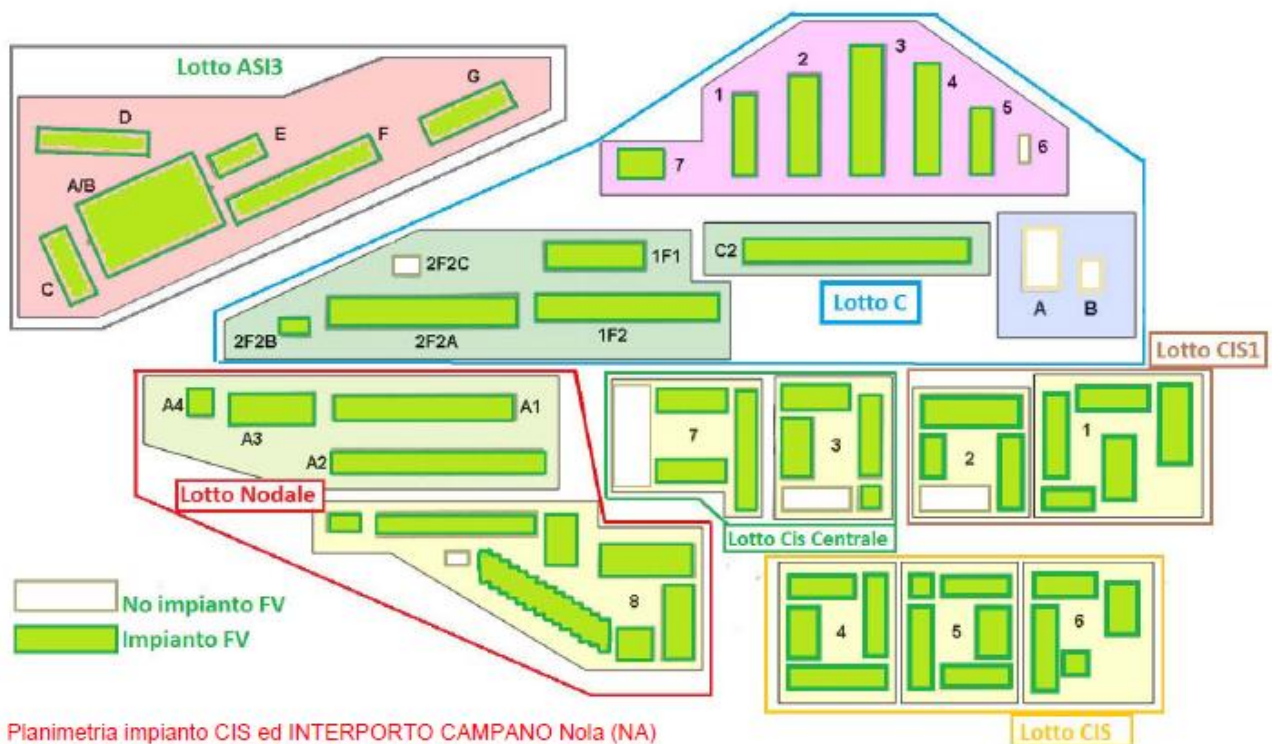 Lotto ASI3
D
E
F
G
A/B
C
1
2
3
4
5
6
7
2F2C
1F1
C2
2F2B
2F2A
1F2
Lotto C
A
B
Lotto CIS1
A4
A3
A1
A2
Lotto Nodale
7
3
Lotto Cis Centrale
2
1
8
4
5
6
No impianto FV
Impianto FV
Planimetria impianto CIS ed INTERPORTO CAMPANO Nola (NA)
Lotto CIS